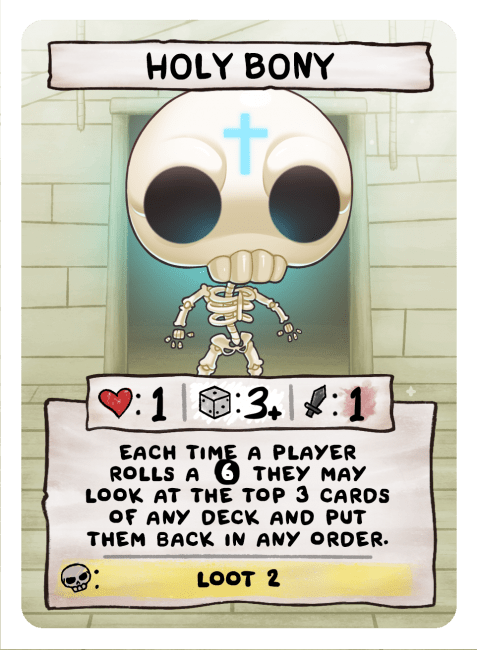 HOLY BONY
:1 :3+ :1
EACH TIME A PLAYER
ROLLS A 6 THEY MAY
LOOK AT THE TOP 3 CARDS
OF ANY DECK AND PUT
THEM BACK IN ANY ORDER.
: LOOT 2